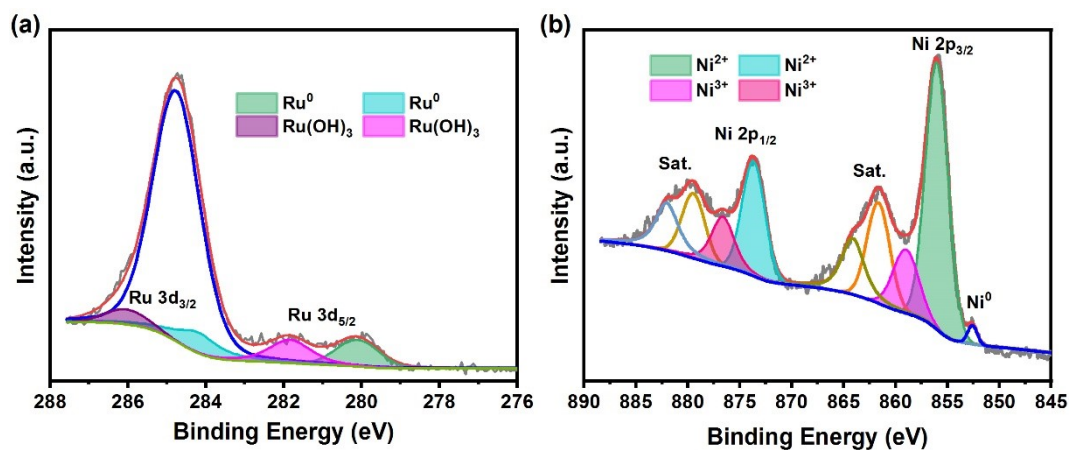 (a)
Ru⁰ Ru⁰
Ru(OH)₃ Ru(OH)₃
Ru 3d₃/₂
Ru 3d₅/₂
Intensity (a.u.)
288 286 284 282 280 278 276
Binding Energy (eV)
(b)
Ni 2p₃/₂
Ni²⁺ Ni²⁺
Ni³⁺ Ni³⁺
Ni 2p₁/₂
Sat.
Sat.
Ni⁰
Intensity (a.u.)
890 885 880 875 870 865 860 855 850 845
Binding Energy (eV)